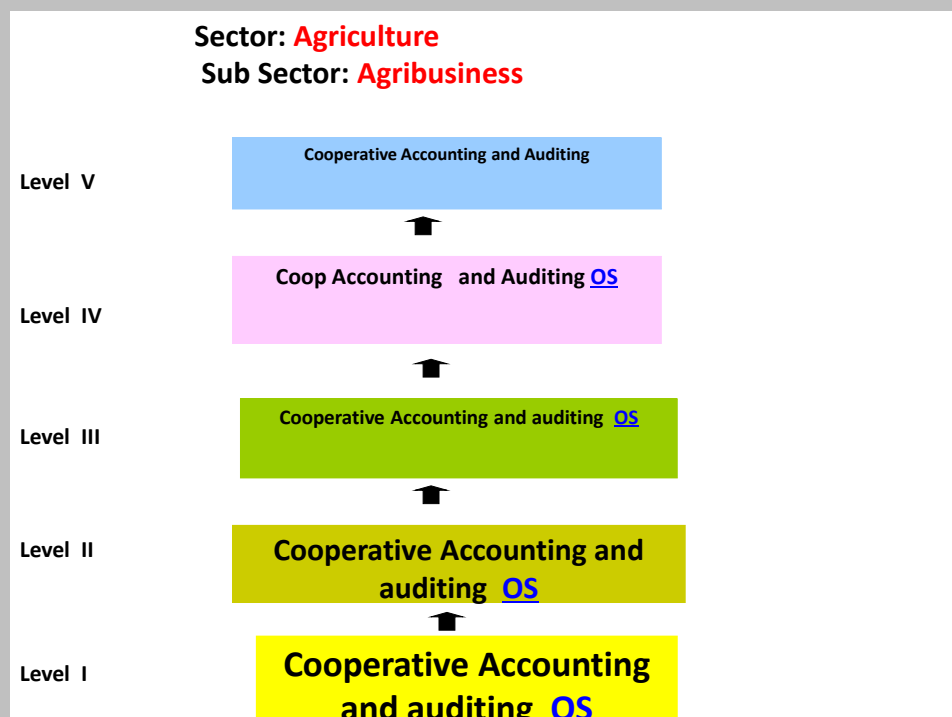 Sector: Agriculture
Sub Sector: Agribusiness
Cooperative Accounting and Auditing
Level V
Coop Accounting and Auditing OS
Level IV
Cooperative Accounting and auditing OS
Level III
Cooperative Accounting and
auditing OS
Level II
Cooperative Accounting
and auditing OS
Level I